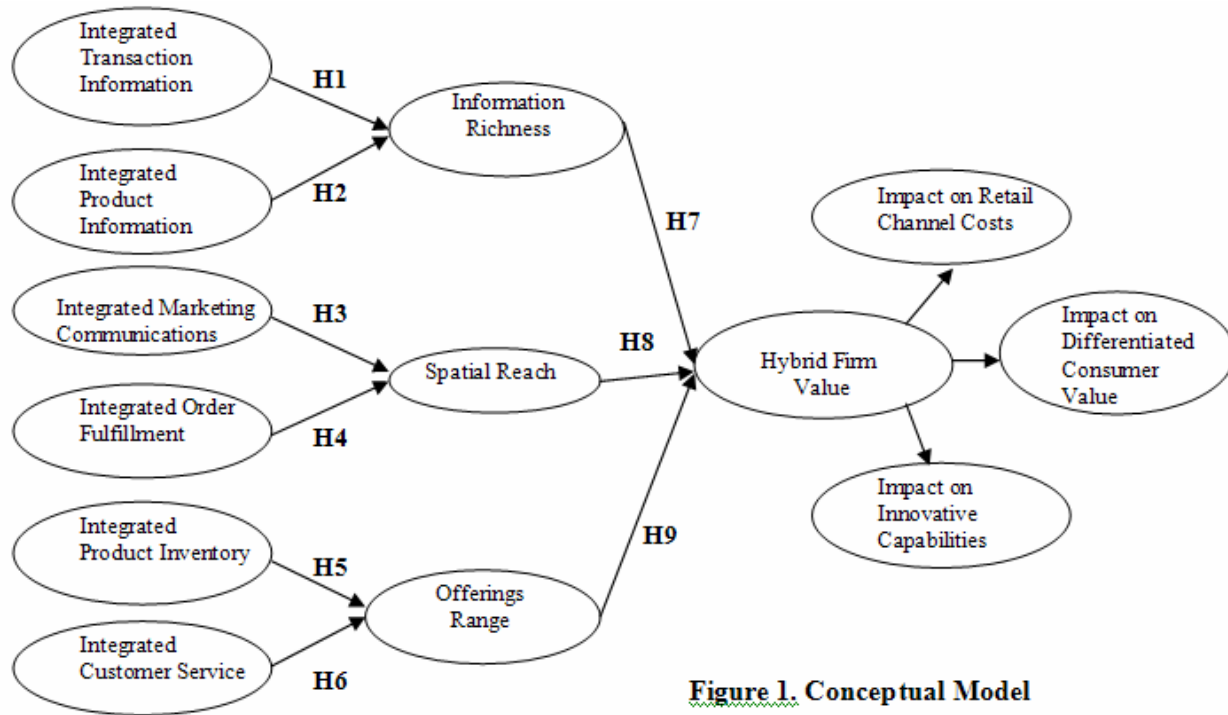 Integrated
Transaction
Information
H1
Information
Richness
Integrated
Product
Information
H2
H7
Impact on Retail
Channel Costs
Integrated Marketing
Communications
H3
Spatial Reach
H8
Hybrid Firm
Value
Impact on
Differentiated
Consumer
Value
Integrated Order
Fulfillment
H4
Impact on
Innovative
Capabilities
Integrated
Product Inventory
H5
Offerings
Range
H9
Integrated
Customer Service
H6
Figure 1. Conceptual Model